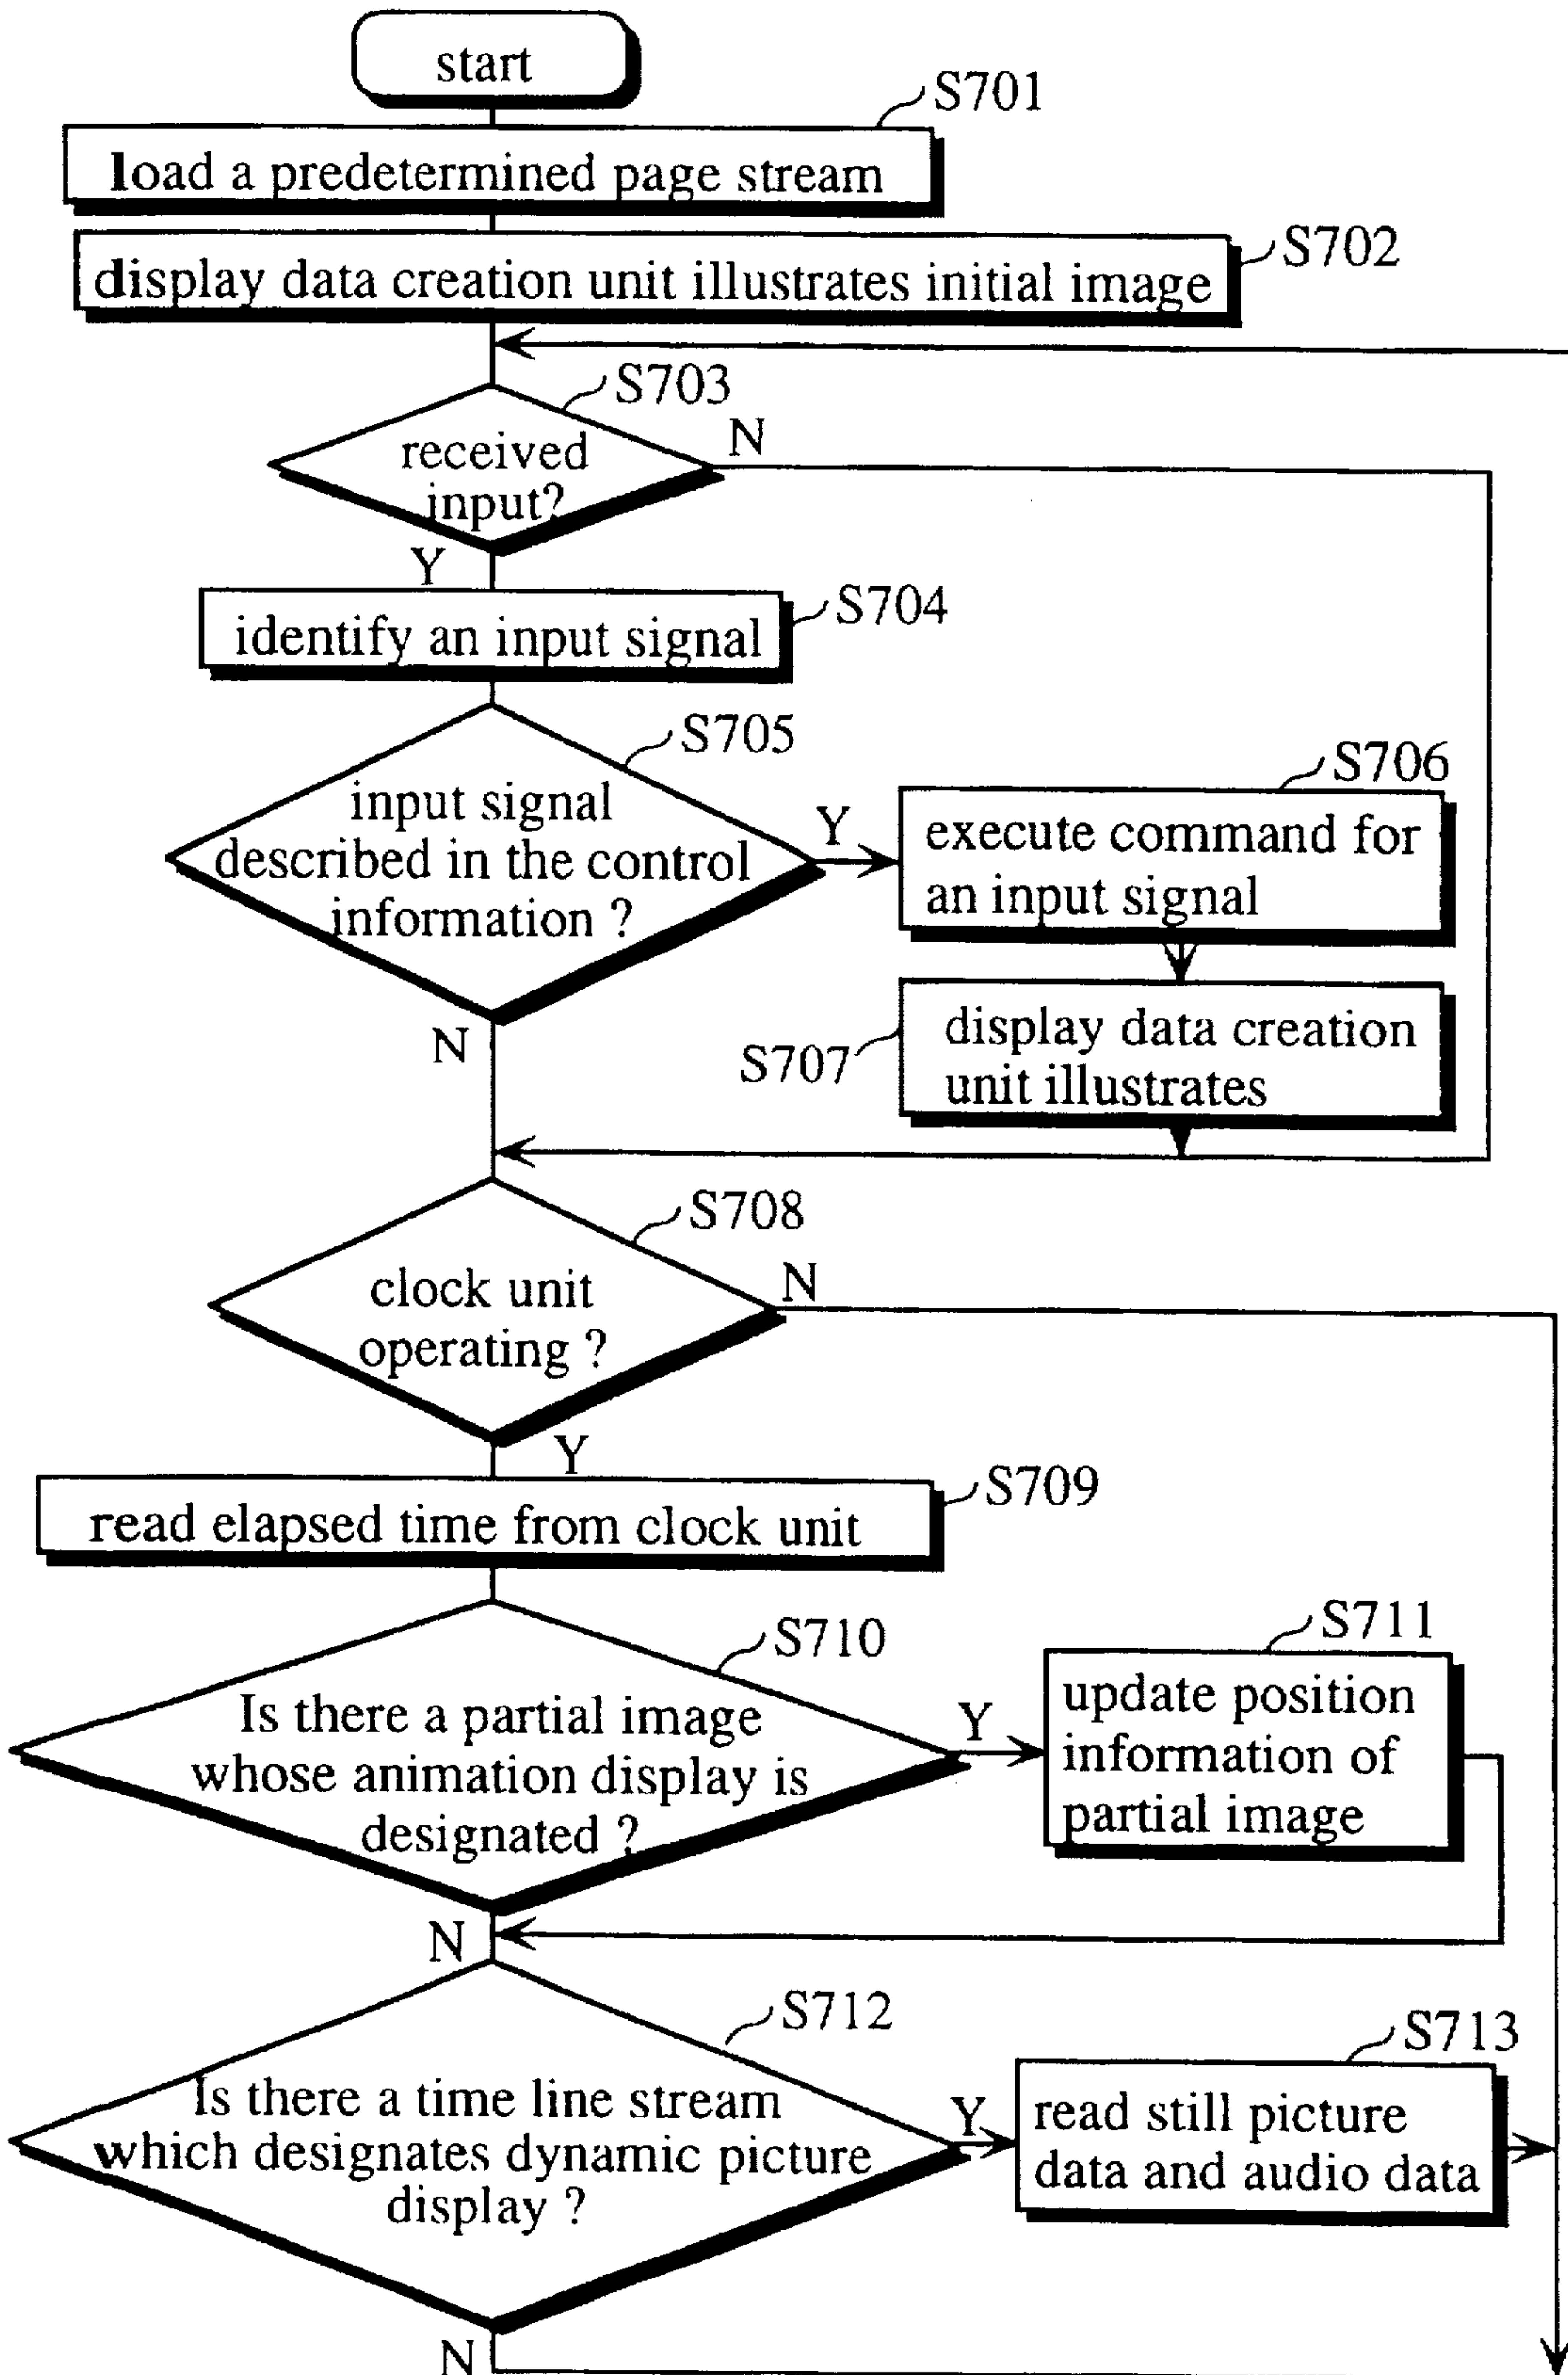 start
S701
load a predetermined page stream
S702
display data creation unit illustrates initial image
S703
received
input?
N
Y
S704
identify an input signal
S705
input signal
described in the control
information ?
Y
S706
execute command for
an input signal
N
S707
display data creation
unit illustrates
S708
clock unit
operating ?
N
Y
S709
read elapsed time from clock unit
S710
Is there a partial image
whose animation display is
designated ?
Y
S711
update position
information of
partial image
N
S712
Is there a time line stream
which designates dynamic picture
display ?
Y
S713
read still picture
data and audio data
N